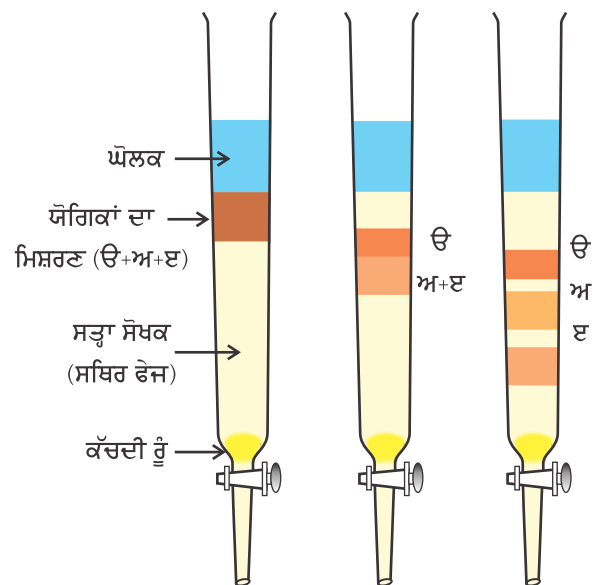 ਘੋਲਕ
ਯੋਗਿਕਾਂ ਦਾ
ਮਿਸ਼ਰਣ (ੳ+ਅ+ੲ)
ਸਤ੍ਹਾ ਸੋਖਕ
(ਸਥਿਰ ਫੇਜ)
ਕੱਚਦੀ ਰੂੰ
ੳ
ਅ+ੲ
ੳ
ਅ
ੲ